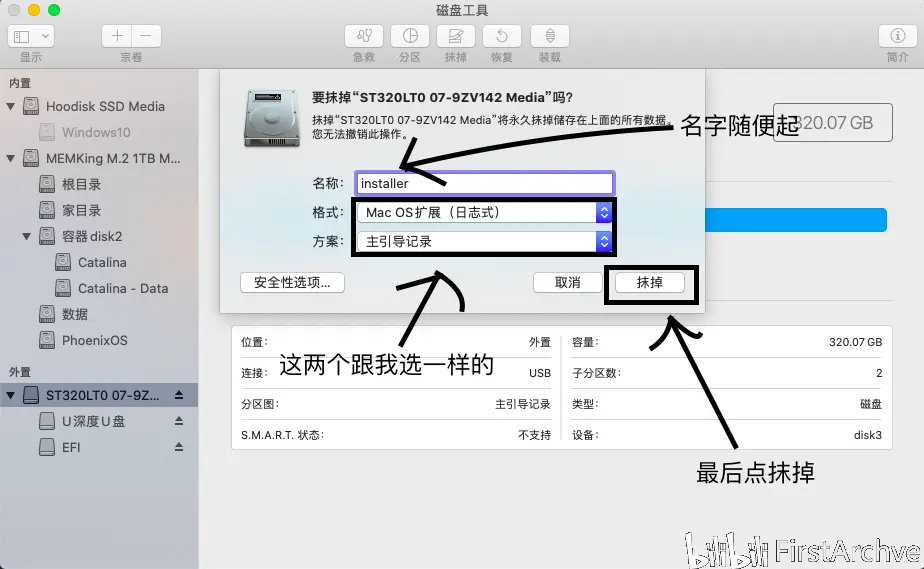 磁盘工具
显示
宗卷
急救
分区
抹掉
恢复
装载
简介
内置
Hoodisk SSD Media
Windows10
MEMKing M.2 1TB M...
根目录
家目录
容器disk2
Catalina
Catalina - Data
数据
PhoenixOS
外置
ST320LT0 07-9Z...
U深度U盘
EFI
要抹掉“ST320LT0 07-9ZV142 Media”吗?
抹掉“ST320LT0 07-9ZV142 Media”将永久抹掉储存在上面的所有数据。
您无法撤销此操作。
名字随便起
320.07 GB
名称: installer
格式: Mac OS扩展（日志式）
方案: 主引导记录
安全性选项...
取消
抹掉
这两个跟我选一样的
位置: 外置
容量: 320.07 GB
连接: USB
子分区数: 2
分区图: 主引导记录
类型: 磁盘
S.M.A.R.T. 状态: 不支持
设备: disk3
最后点抹掉
bilibili FirstArchve